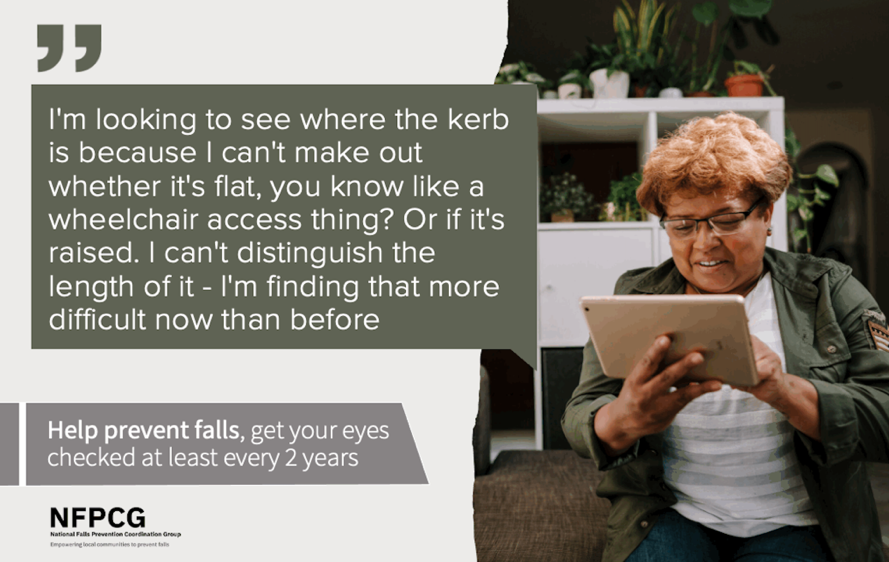 ”
I'm looking to see where the kerb
is because I can't make out
whether it's flat, you know like a
wheelchair access thing? Or if it's
raised. I can't distinguish the
length of it - I'm finding that more
difficult now than before
Help prevent falls, get your eyes
checked at least every 2 years
NFPCG
National Falls Prevention Coordination Group
Empowering local communities to prevent falls